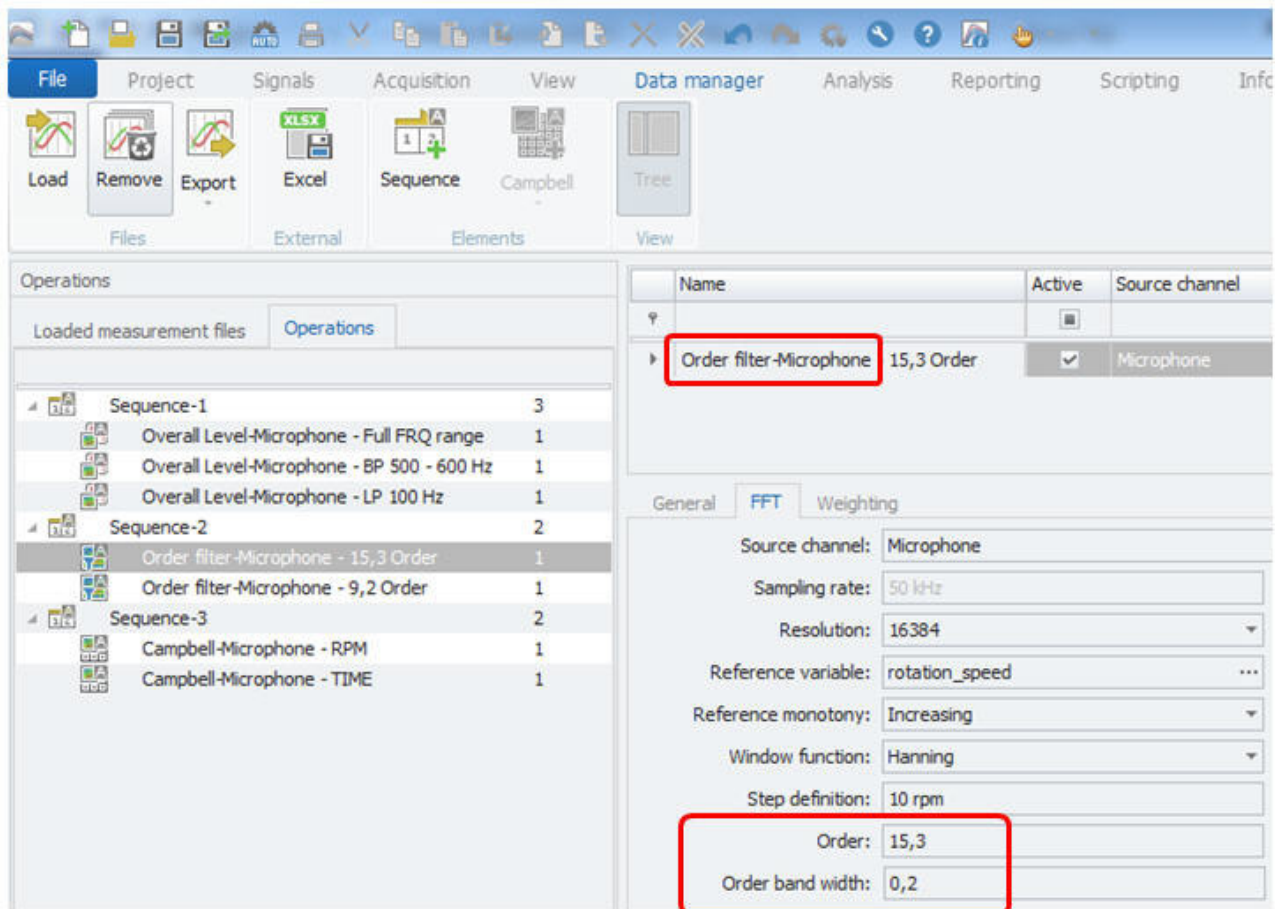 AUTO
File Project Signals Acquisition View Data manager Analysis Reporting Scripting Info
XLSX
Load Remove Export Excel Sequence Campbell Tree
Files External Elements View
Operations
Loaded measurement files Operations
Sequence-1 3
Overall Level-Microphone - Full FRQ range 1
Overall Level-Microphone - BP 500 - 600 Hz 1
Overall Level-Microphone - LP 100 Hz 1
Sequence-2 2
Order filter-Microphone - 15,3 Order 1
Order filter-Microphone - 9,2 Order 1
Sequence-3 2
Campbell-Microphone - RPM 1
Campbell-Microphone - TIME 1
Name Active Source channel
Order filter-Microphone 15,3 Order Microphone
General FFT Weighting
Source channel: Microphone
Sampling rate: 50 kHz
Resolution: 16384
Reference variable: rotation_speed ...
Reference monotony: Increasing
Window function: Hanning
Step definition: 10 rpm
Order: 15,3
Order band width: 0,2